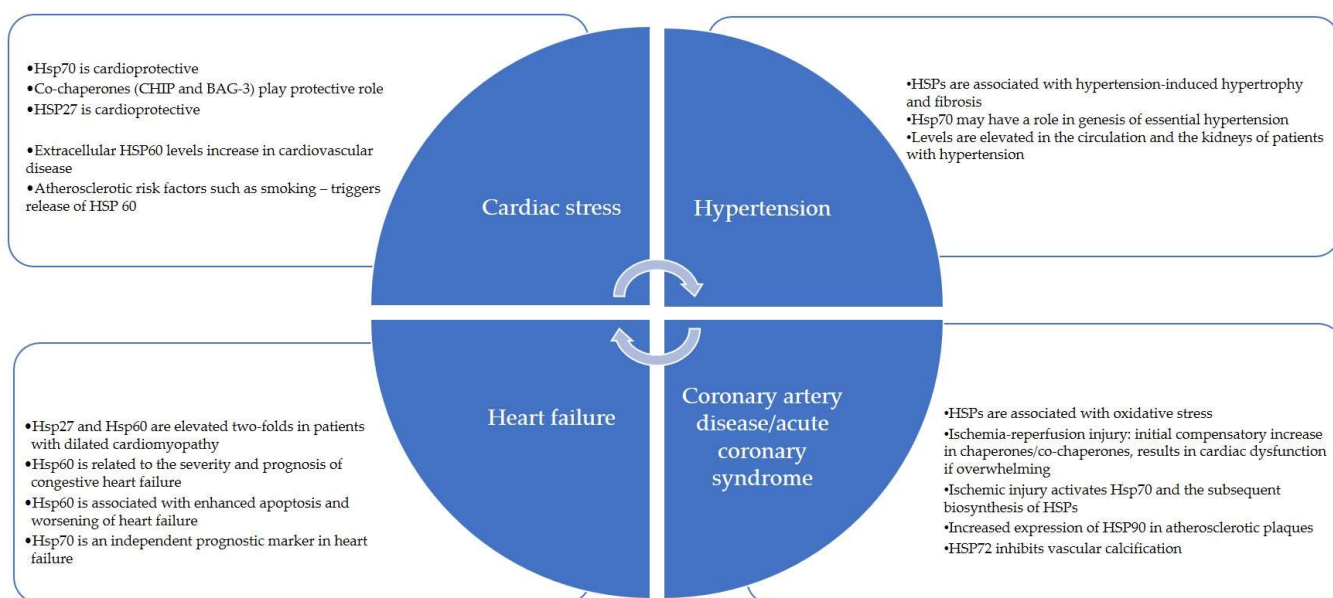 •Hsp70 is cardioprotective
•Co-chaperones (CHIP and BAG-3) play protective role
•HSP27 is cardioprotective
•Extracellular HSP60 levels increase in cardiovascular
disease
•Atherosclerotic risk factors such as smoking – triggers
release of HSP 60
Cardiac stress
Hypertension
•HSPs are associated with hypertension-induced hypertrophy
and fibrosis
•Hsp70 may have a role in genesis of essential hypertension
•Levels are elevated in the circulation and the kidneys of patients
with hypertension
•Hsp27 and Hsp60 are elevated two-folds in patients
with dilated cardiomyopathy
•Hsp60 is related to the severity and prognosis of
congestive heart failure
•Hsp60 is associated with enhanced apoptosis and
worsening of heart failure
•Hsp70 is an independent prognostic marker in heart
failure
Heart failure
Coronary artery
disease/acute
coronary
syndrome
•HSPs are associated with oxidative stress
•Ischemia-reperfusion injury: initial compensatory increase
in chaperones/co-chaperones, results in cardiac dysfunction
if overwhelming
•Ischemic injury activates Hsp70 and the subsequent
biosynthesis of HSPs
•Increased expression of HSP90 in atherosclerotic plaques
•HSP72 inhibits vascular calcification